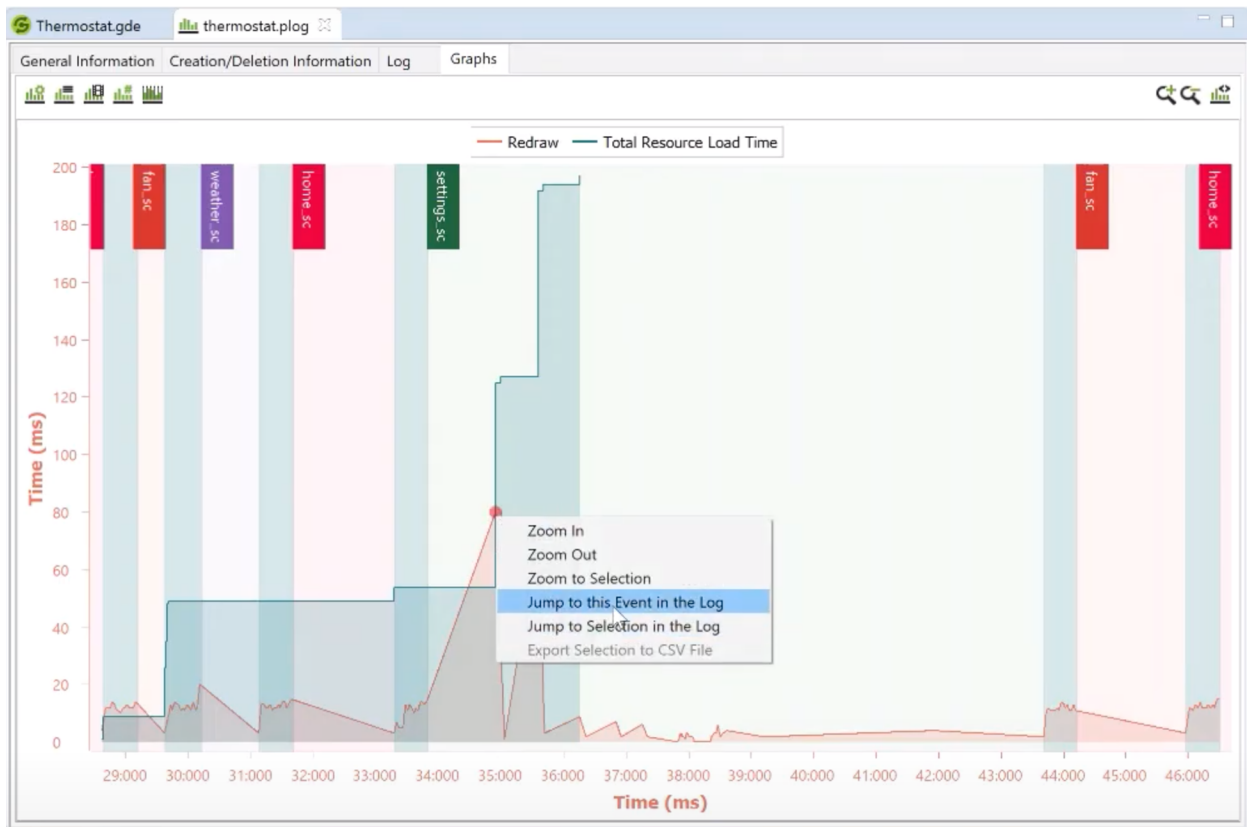 Thermostat.gde thermostat.plog
General Information Creation/Deletion Information Log Graphs
Redraw Total Resource Load Time
200
180
160
140
120
100
80
60
40
20
0
Time (ms)
fan_sc
weather_sc
home_sc
settings_sc
fan_sc
home_sc
Zoom In
Zoom Out
Zoom to Selection
Jump to this Event in the Log
Jump to Selection in the Log
Export Selection to CSV File
29:000 30:000 31:000 32:000 33:000 34:000 35:000 36:000 37:000 38:000 39:000 40:000 41:000 42:000 43:000 44:000 45:000 46:000
Time (ms)